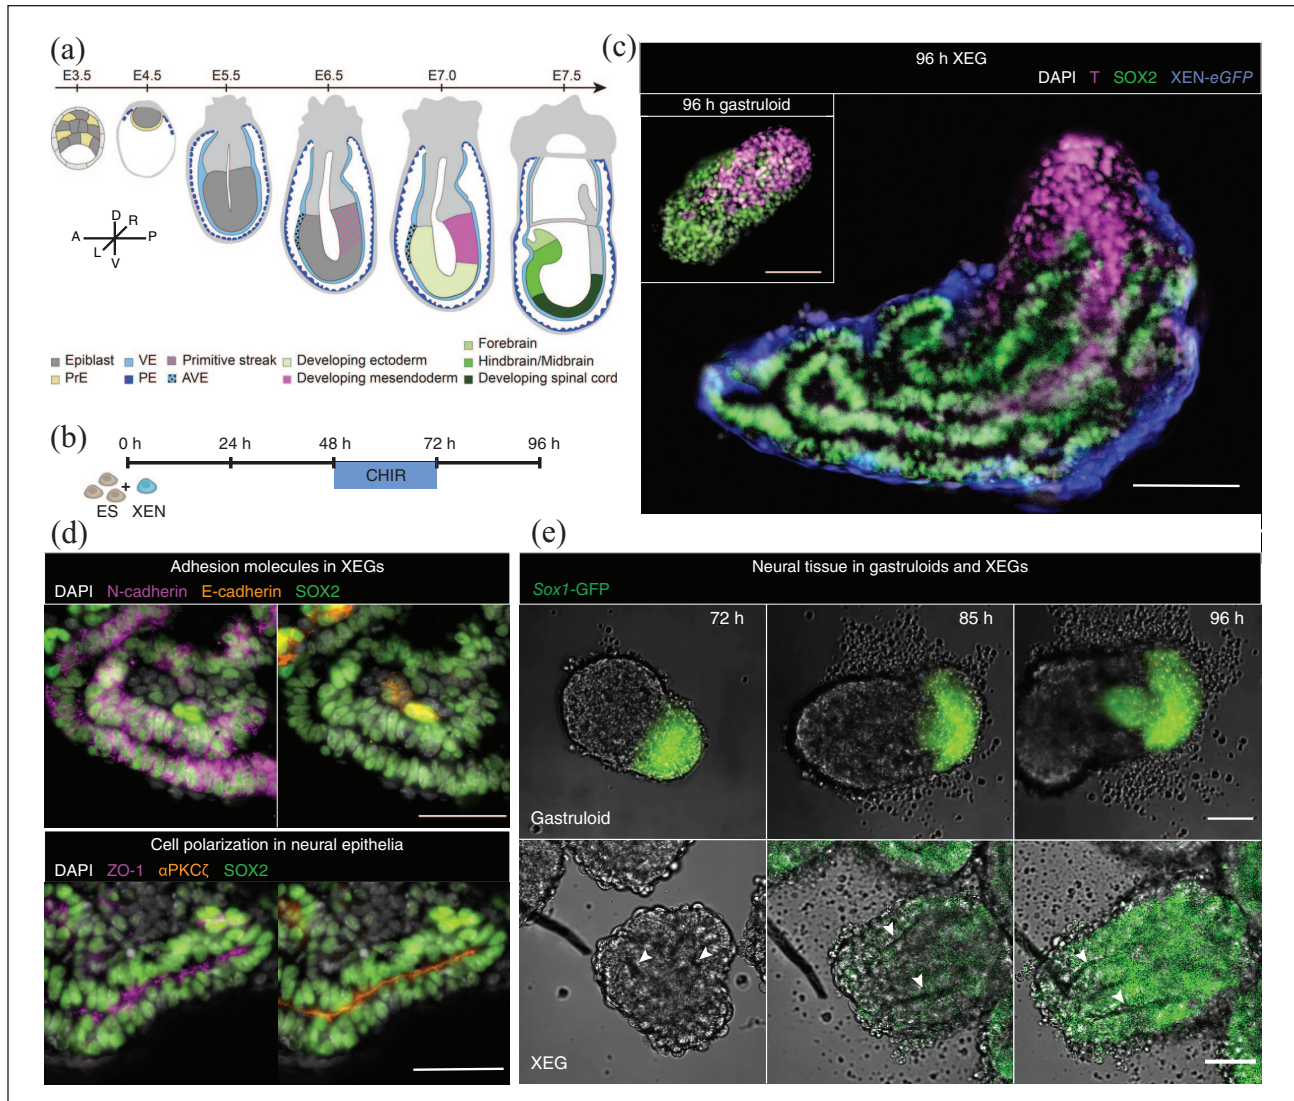 (a)
E3.5 E4.5 E5.5 E6.5 E7.0 E7.5
D
R
A P
L
V
Epiblast VE Primitive streak Developing ectoderm Forebrain
PrE PE AVE Developing mesendoderm Hindbrain/Midbrain
Developing spinal cord
(b)
0 h 24 h 48 h 72 h 96 h
CHIR
+
ES XEN
(c)
96 h XEG
DAPI T SOX2 XEN-eGFP
96 h gastruloid
(d)
Adhesion molecules in XEGs
DAPI N-cadherin E-cadherin SOX2
Cell polarization in neural epithelia
DAPI ZO-1 αPKCζ SOX2
(e)
Neural tissue in gastruloids and XEGs
Sox1-GFP
72 h 85 h 96 h
Gastruloid
XEG